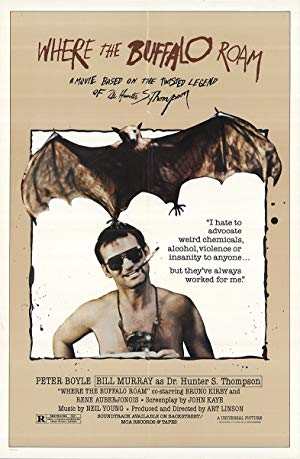 WHERE THE BUFFALO ROAM
A MOVIE BASED ON THE TWISTED LEGEND
OF Dr. Hunter S. Thompson
"I hate to
advocate
weird chemicals,
alcohol, violence or
insanity to anyone...
but they've always
worked for me."
PETER BOYLE BILL MURRAY as Dr. Hunter S. Thompson
"WHERE THE BUFFALO ROAM" co-starring BRUNO KIRBY and
RENE AUBERJONOIS • Screenplay by JOHN KAYE
Music by NEIL YOUNG • Produced and Directed by ART LINSON
R RESTRICTED
SOUNDTRACK AVAILABLE ON BACKSTREET/
MCA RECORDS & TAPES
A UNIVERSAL PICTURE